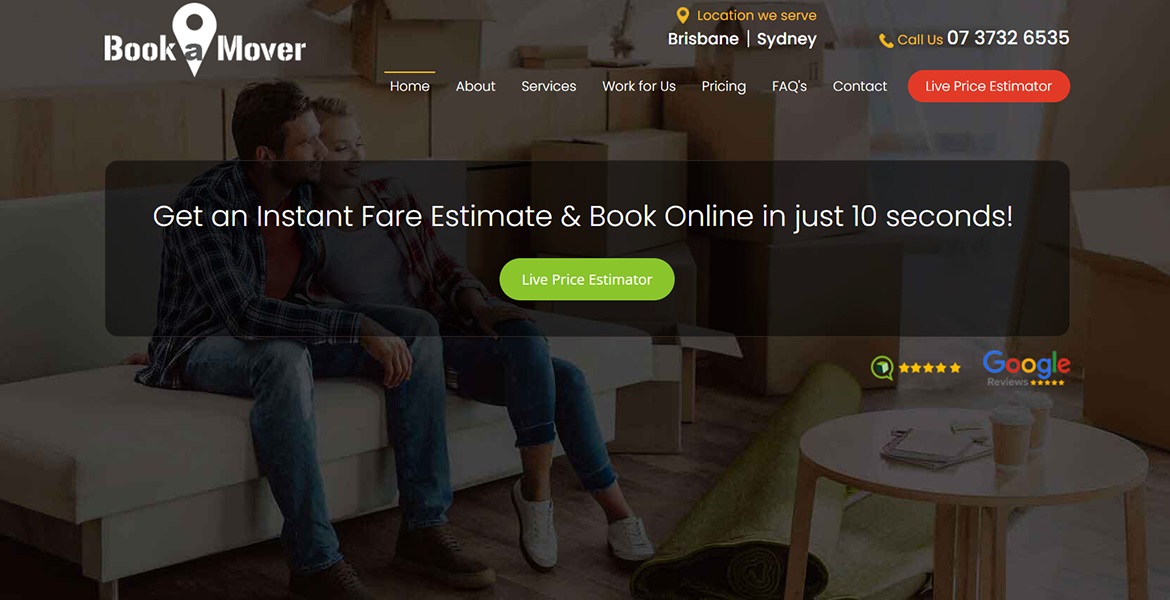 Book a Mover
Location we serve
Brisbane | Sydney
Call Us 07 3732 6535
Home About Services Work for Us Pricing FAQ's Contact Live Price Estimator
Get an Instant Fare Estimate & Book Online in just 10 seconds!
Live Price Estimator
Google
Reviews